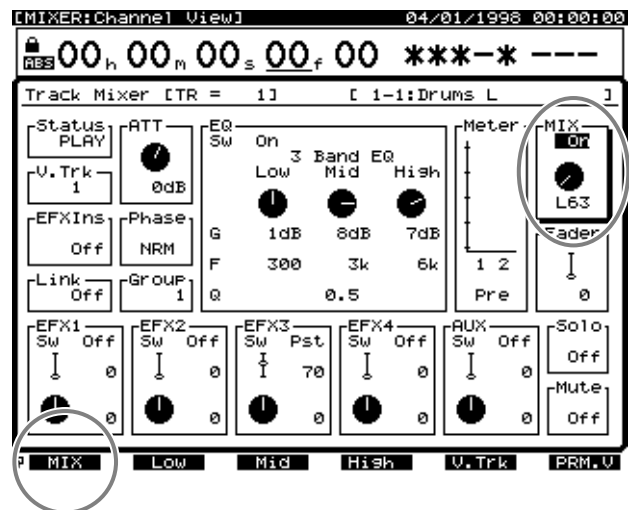 [MIXER:Channel View] 04/01/1998 00:00:00
ABS 00h 00m 00s 00f 00 ***-* ---
Track Mixer [TR = 1] [ 1-1:Drums L ]
Status PLAY
ATT 0dB
EQ
Sw On
3 Band EQ
Low Mid High
G 1dB 8dB 7dB
F 300 3k 6k
Q 0.5
Meter
1 2
Pre
MIX
On
L63
V.Trk 1
EFXIns Off
Phase NRM
Link Off
Group 1
Fader 0
EFX1
Sw Off
0
0
EFX2
Sw Off
0
0
EFX3
Sw Pst
70
0
EFX4
Sw Off
0
0
AUX
Sw Off
0
0
Solo Off
Mute Off
MIX Low Mid High V.Trk PRM.V